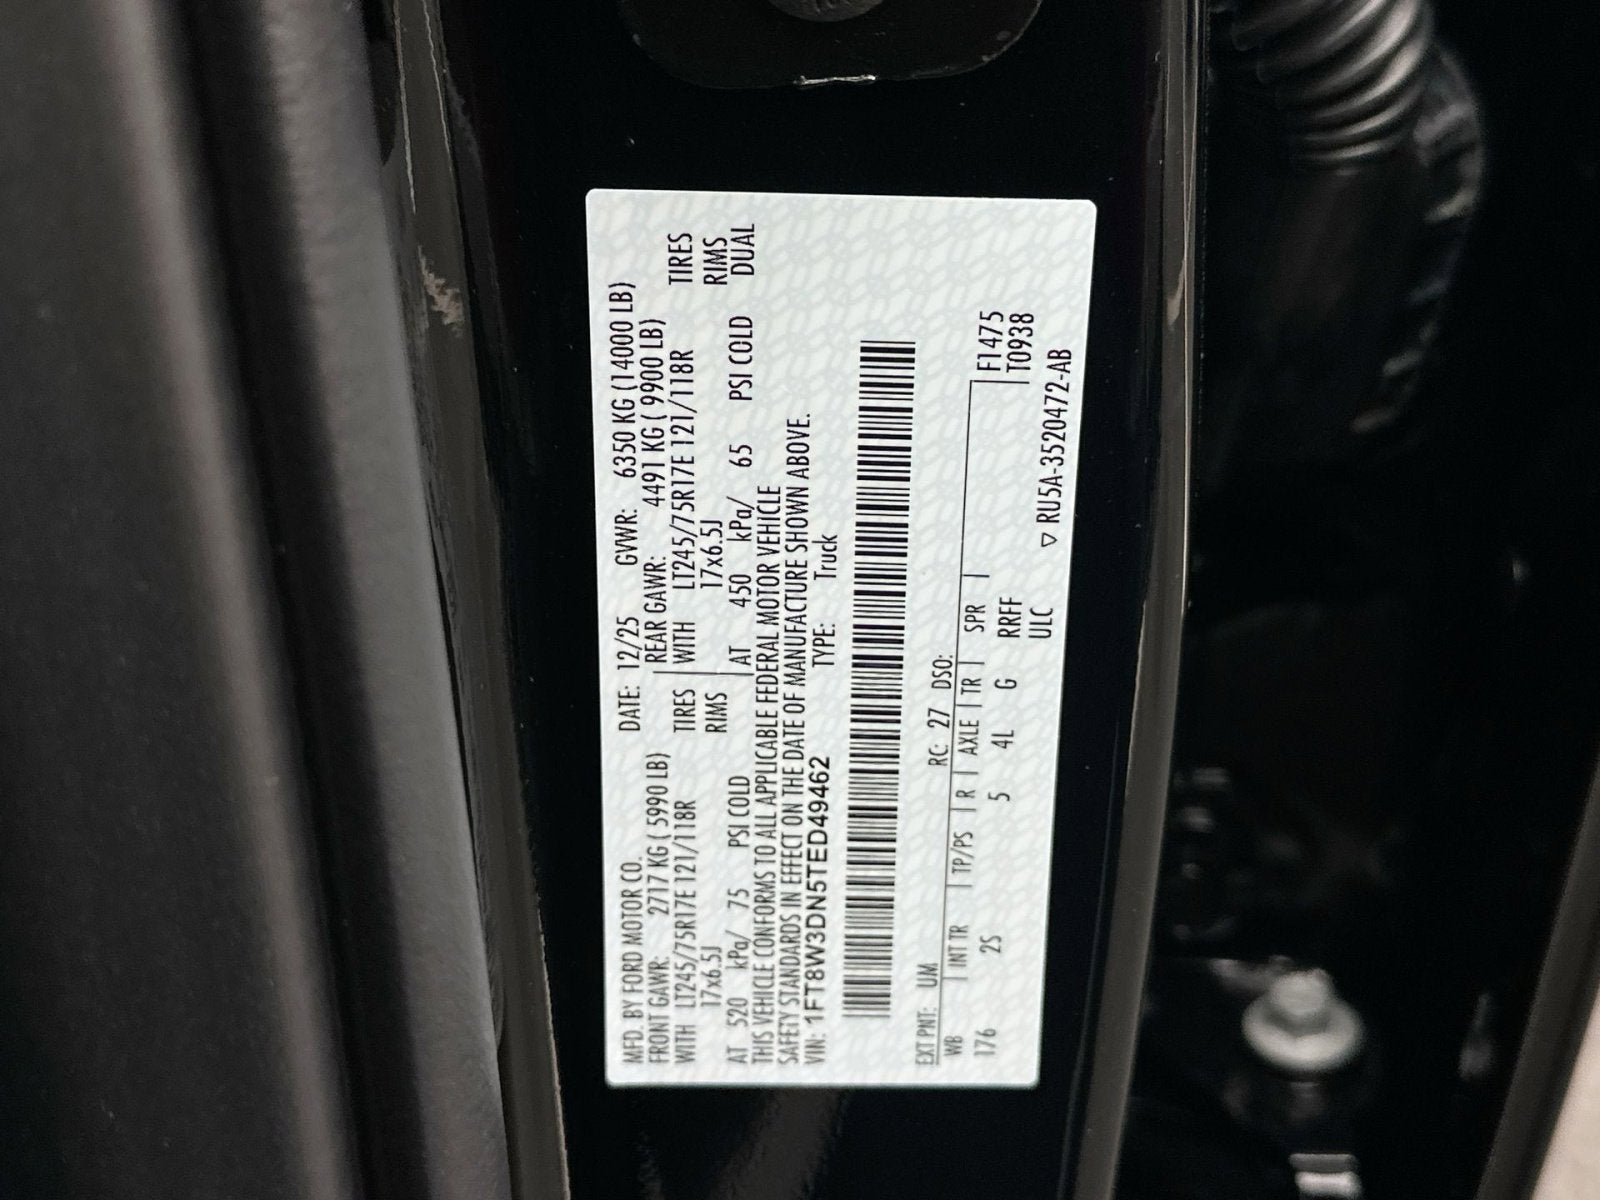 MFD. BY FORD MOTOR CO.
DATE: 12/25 GVWR: 6350 KG (14000 LB)
FRONT GAWR: 2717 KG ( 5990 LB) REAR GAWR: 4491 KG ( 9900 LB)
WITH LT245/75R17E 121/118R TIRES WITH LT245/75R17E 121/118R TIRES
17x6.5J RIMS 17x6.5J RIMS
AT 520 kPa/ 75 PSI COLD AT 450 kPa/ 65 PSI COLD DUAL
THIS VEHICLE CONFORMS TO ALL APPLICABLE FEDERAL MOTOR VEHICLE
SAFETY STANDARDS IN EFFECT ON THE DATE OF MANUFACTURE SHOWN ABOVE.
VIN: 1FT8W3DN5TED49462 TYPE: Truck
EXT PNT: UM RC: 27 DSO:
WB INT TR TP/PS R AXLE TR SPR F1475
176 2S 5 4L G RRFF T0938
ULC
▽ RU5A-3520472-AB